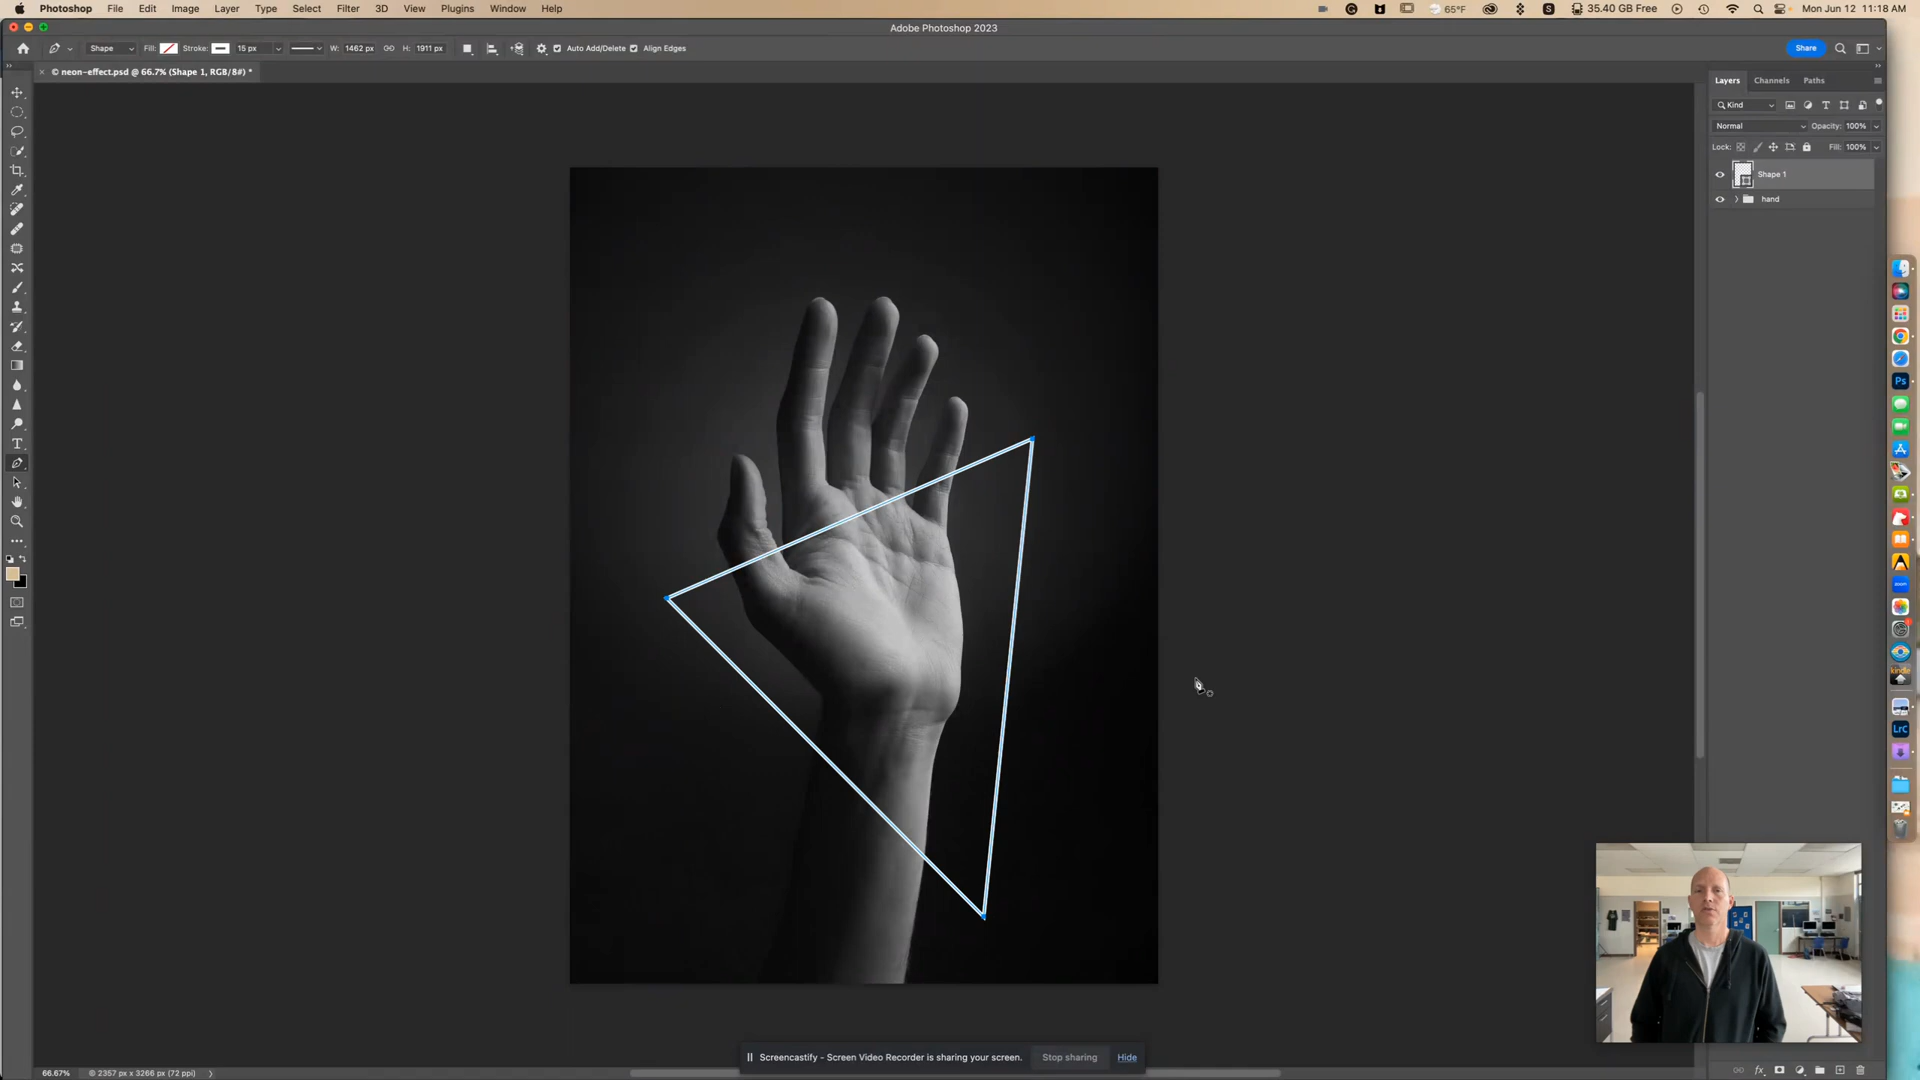 Photoshop File Edit Image Layer Type Select Filter 3D View Plugins Window Help 65°F 35.40 GB Free Mon Jun 12 11:18 AM
Adobe Photoshop 2023
Shape Fill: Stroke: 15 px W: 1462 px H: 1911 px Auto Add/Delete Align Edges Share
× © neon-effect.psd @ 66.7% (Shape 1, RGB/8#) *
Layers Channels Paths
Kind
Normal Opacity: 100%
Lock: Fill: 100%
Shape 1
hand
Ps
zoom
kindle
LrC
Screencastify - Screen Video Recorder is sharing your screen. Stop sharing Hide
66.67% © 2357 px x 3266 px (72 ppi)